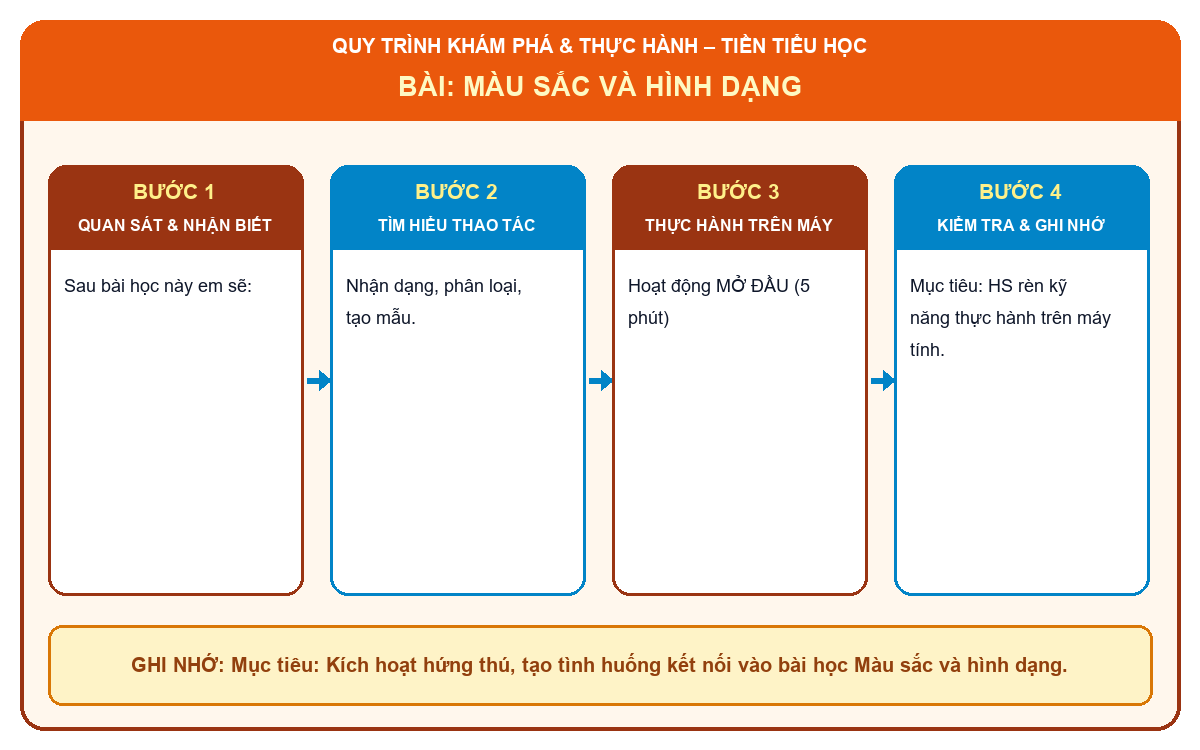 QUY TRÌNH KHÁM PHÁ & THỰC HÀNH – TIỀN TIỂU HỌC
BÀI: MÀU SẮC VÀ HÌNH DẠNG
BƯỚC 1
QUAN SÁT & NHẬN BIẾT
Sau bài học này em sẽ:
BƯỚC 2
TÌM HIỂU THAO TÁC
Nhận dạng, phân loại,
tạo mẫu.
BƯỚC 3
THỰC HÀNH TRÊN MÁY
Hoạt động MỞ ĐẦU (5
phút)
BƯỚC 4
KIỂM TRA & GHI NHỚ
Mục tiêu: HS rèn kỹ
năng thực hành trên máy
tính.
GHI NHỚ: Mục tiêu: Kích hoạt hứng thú, tạo tình huống kết nối vào bài học Màu sắc và hình dạng.